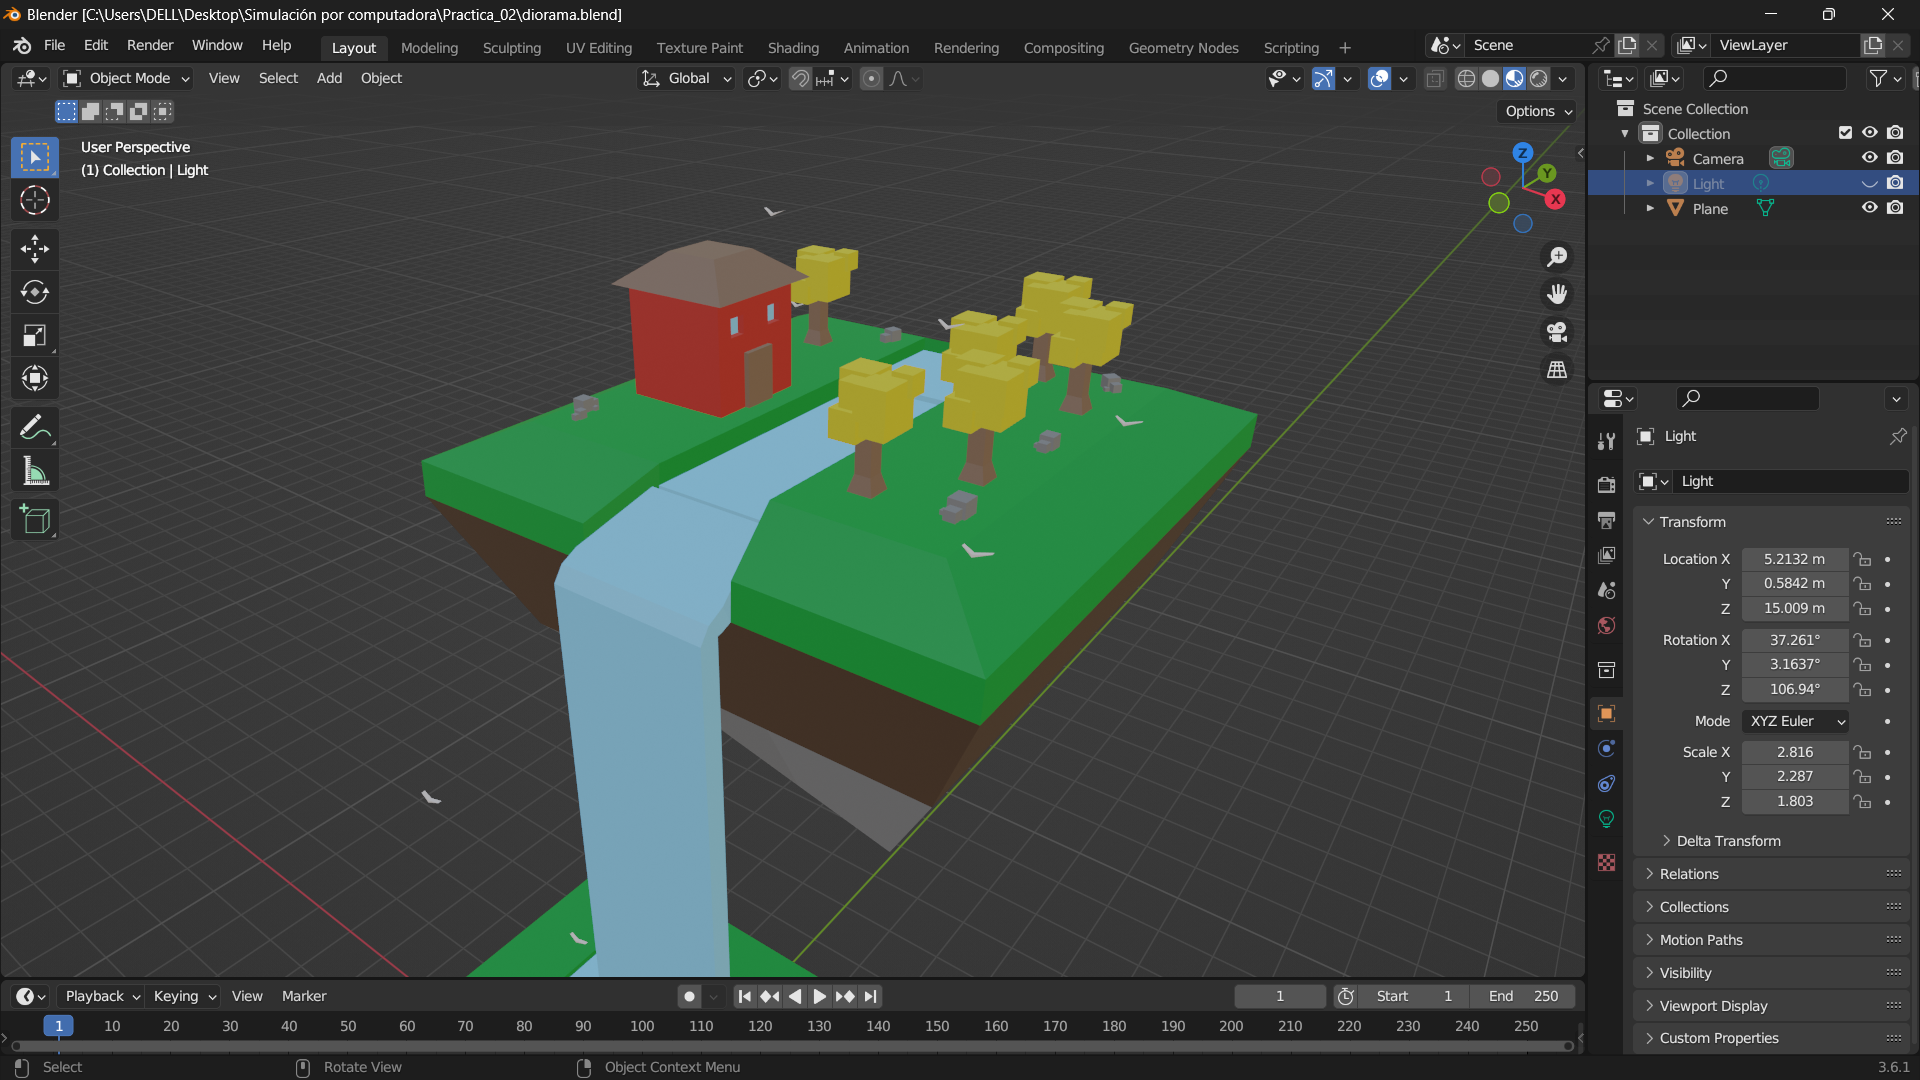 Blender [C:\Users\DELL\Desktop\Simulación por computadora\Practica_02\diorama.blend]
File Edit Render Window Help Layout Modeling Sculpting UV Editing Texture Paint Shading Animation Rendering Compositing Geometry Nodes Scripting + Scene ViewLayer
Object Mode View Select Add Object Global
Options
User Perspective
(1) Collection | Light
Z
Y
X
Scene Collection
Collection
Camera
Light
Plane
Light
Light
Transform
Location X 5.2132 m
Y 0.5842 m
Z 15.009 m
Rotation X 37.261°
Y 3.1637°
Z 106.94°
Mode XYZ Euler
Scale X 2.816
Y 2.287
Z 1.803
Delta Transform
Relations
Collections
Motion Paths
Visibility
Viewport Display
Custom Properties
Playback Keying View Marker 1 Start 1 End 250
1 10 20 30 40 50 60 70 80 90 100 110 120 130 140 150 160 170 180 190 200 210 220 230 240 250
Select Rotate View Object Context Menu 3.6.1